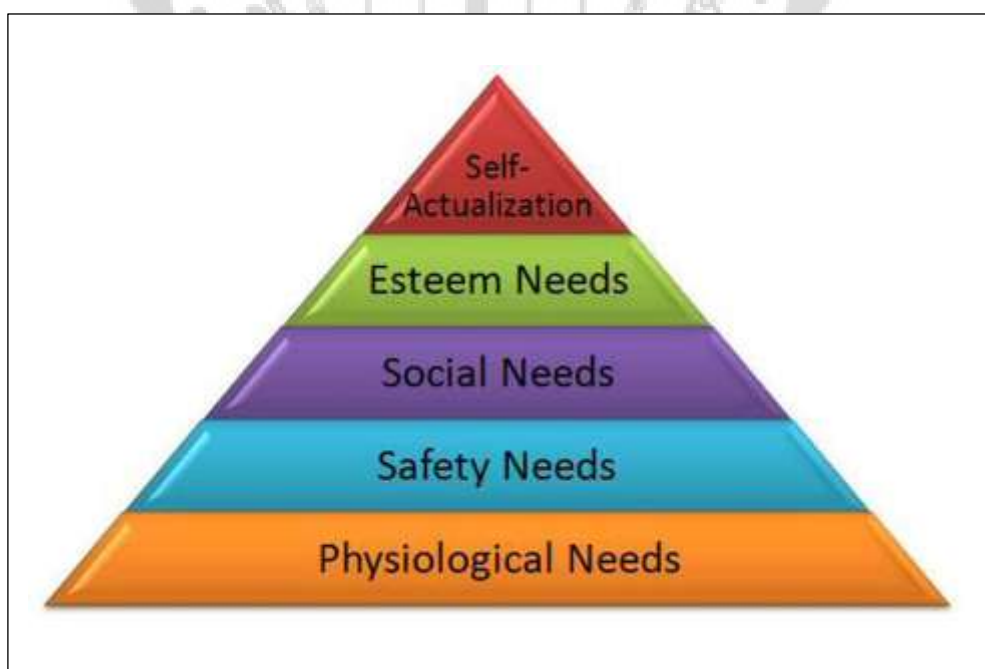 Self-
Actualization
Esteem Needs
Social Needs
Safety Needs
Physiological Needs